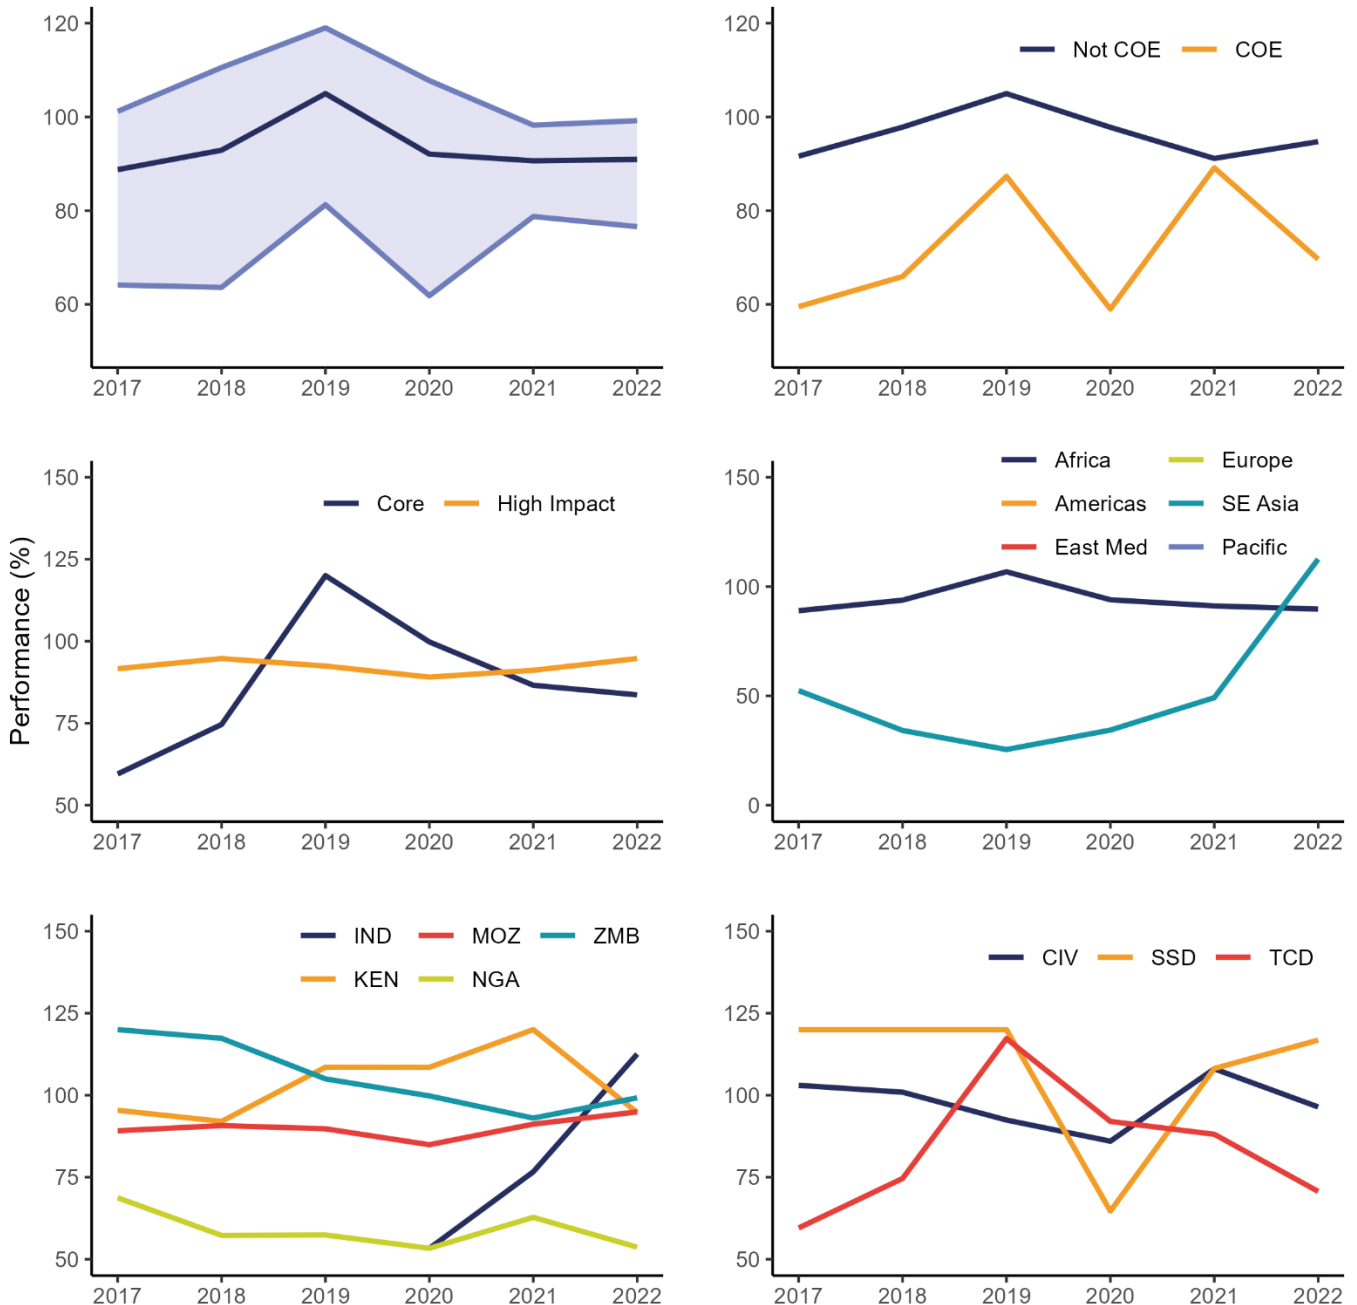 120
100
80
60
2017 2018 2019 2020 2021 2022
Not COE COE
120
100
80
60
2017 2018 2019 2020 2021 2022
Performance (%)
Core High Impact
150
125
100
75
50
2017 2018 2019 2020 2021 2022
Africa Europe
Americas SE Asia
East Med Pacific
150
100
50
0
2017 2018 2019 2020 2021 2022
IND MOZ ZMB
KEN NGA
150
125
100
75
50
2017 2018 2019 2020 2021 2022
CIV SSD TCD
150
125
100
75
50
2017 2018 2019 2020 2021 2022